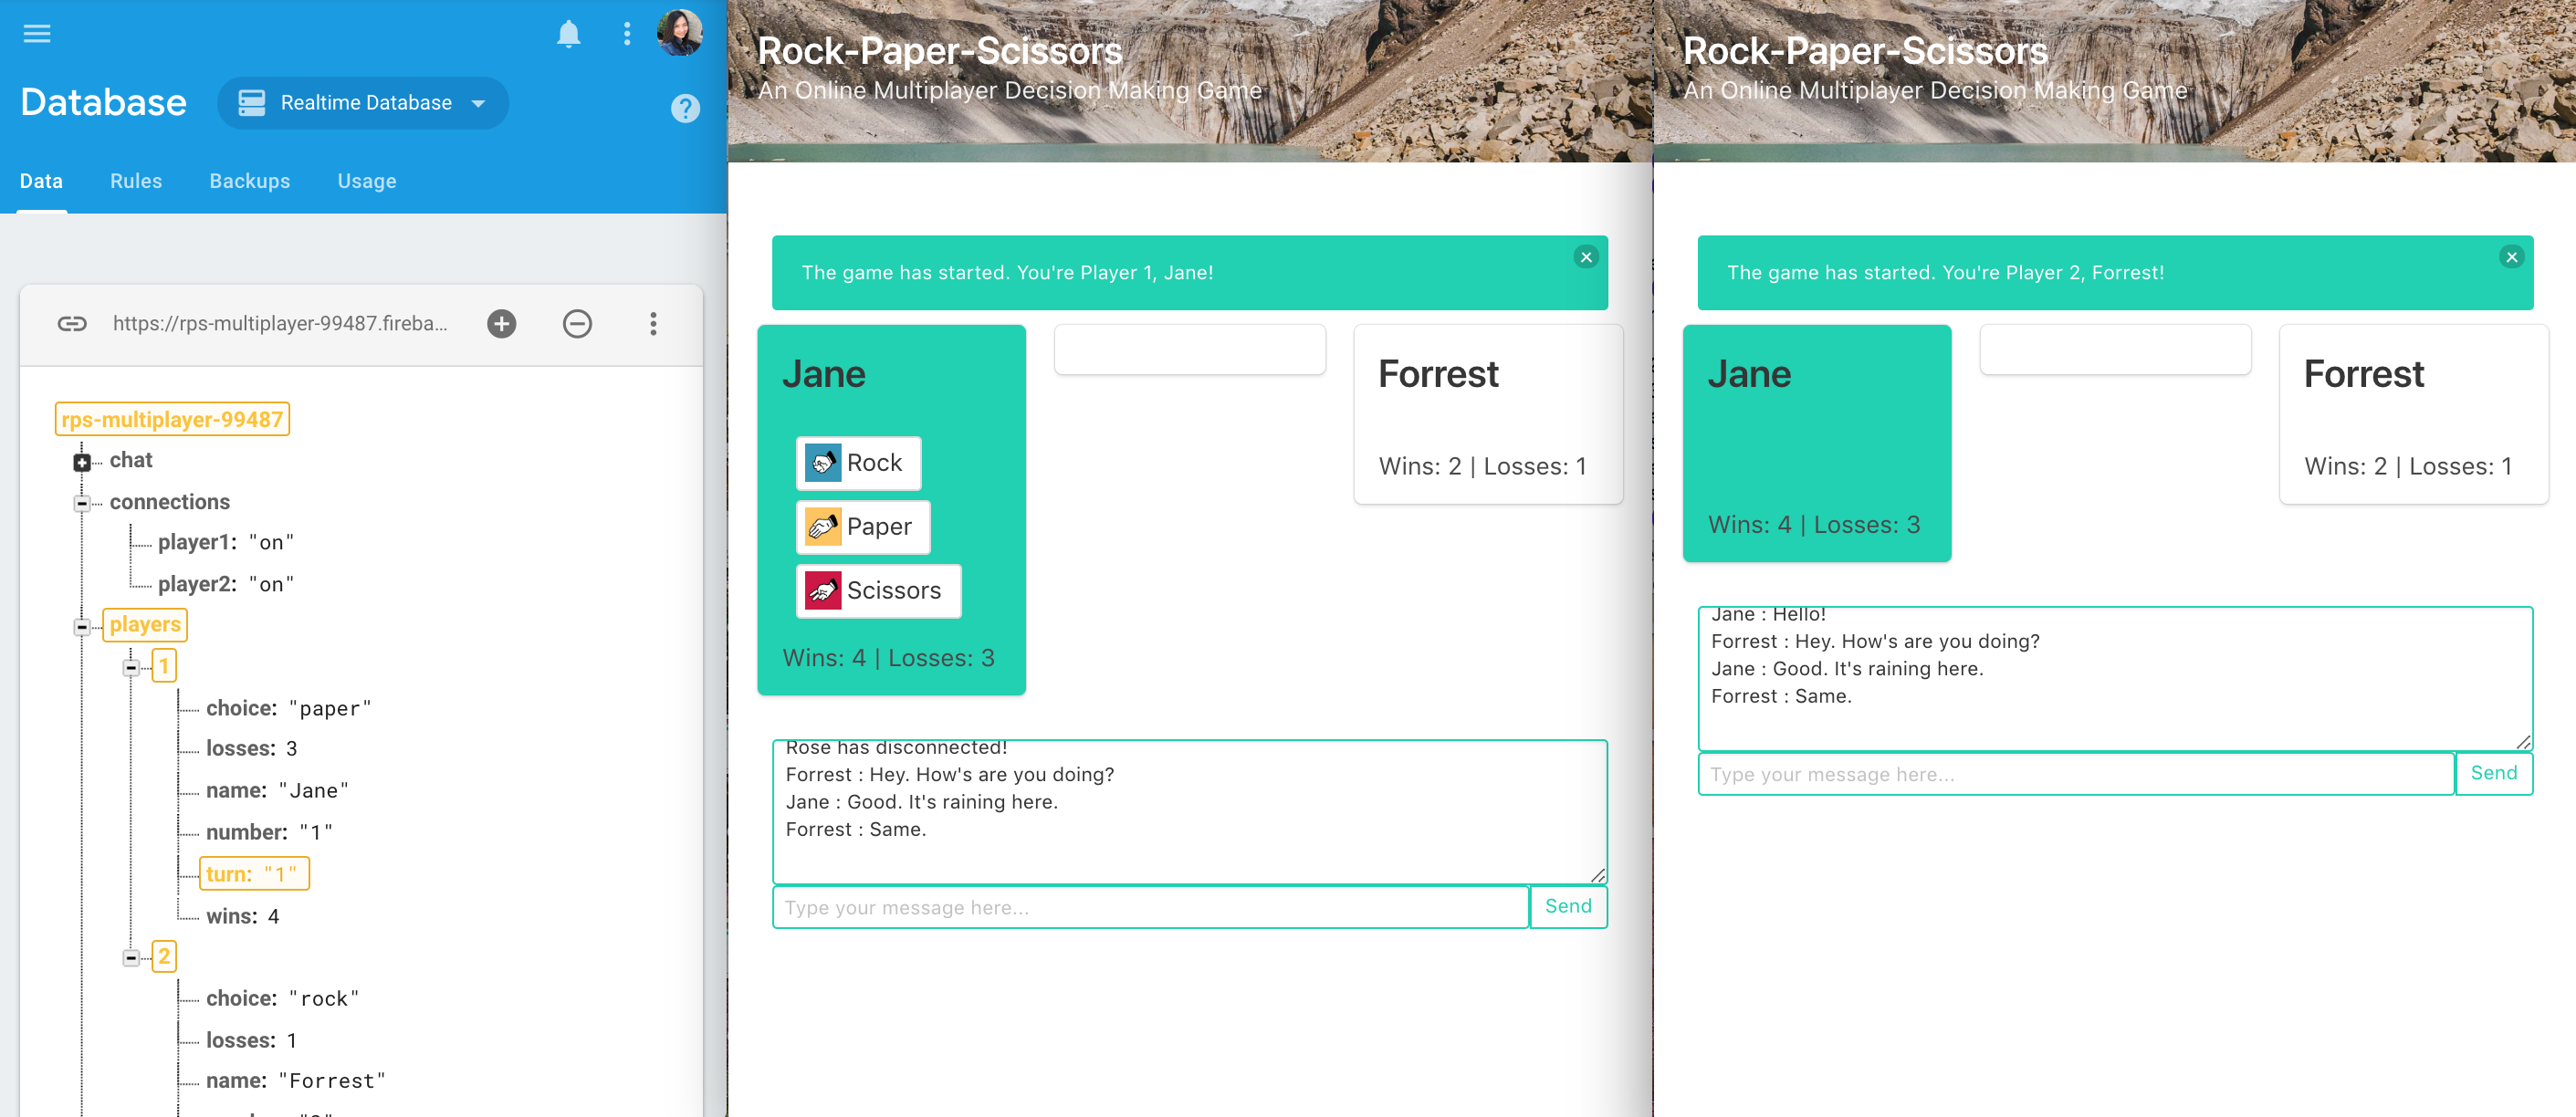 Database
Realtime Database
?
Data Rules Backups Usage
https://rps-multiplayer-99487.fireba...
rps-multiplayer-99487
chat
connections
player1: "on"
player2: "on"
players
1
choice: "paper"
losses: 3
name: "Jane"
number: "1"
turn: "1"
wins: 4
2
choice: "rock"
losses: 1
name: "Forrest"
Rock-Paper-Scissors
An Online Multiplayer Decision Making Game
The game has started. You're Player 1, Jane!
Jane
Rock
Paper
Scissors
Wins: 4 | Losses: 3
Forrest
Wins: 2 | Losses: 1
Rose has disconnected!
Forrest : Hey. How's are you doing?
Jane : Good. It's raining here.
Forrest : Same.
Type your message here...
Send
Rock-Paper-Scissors
An Online Multiplayer Decision Making Game
The game has started. You're Player 2, Forrest!
Jane
Wins: 4 | Losses: 3
Forrest
Wins: 2 | Losses: 1
Jane : Hello!
Forrest : Hey. How's are you doing?
Jane : Good. It's raining here.
Forrest : Same.
Type your message here...
Send